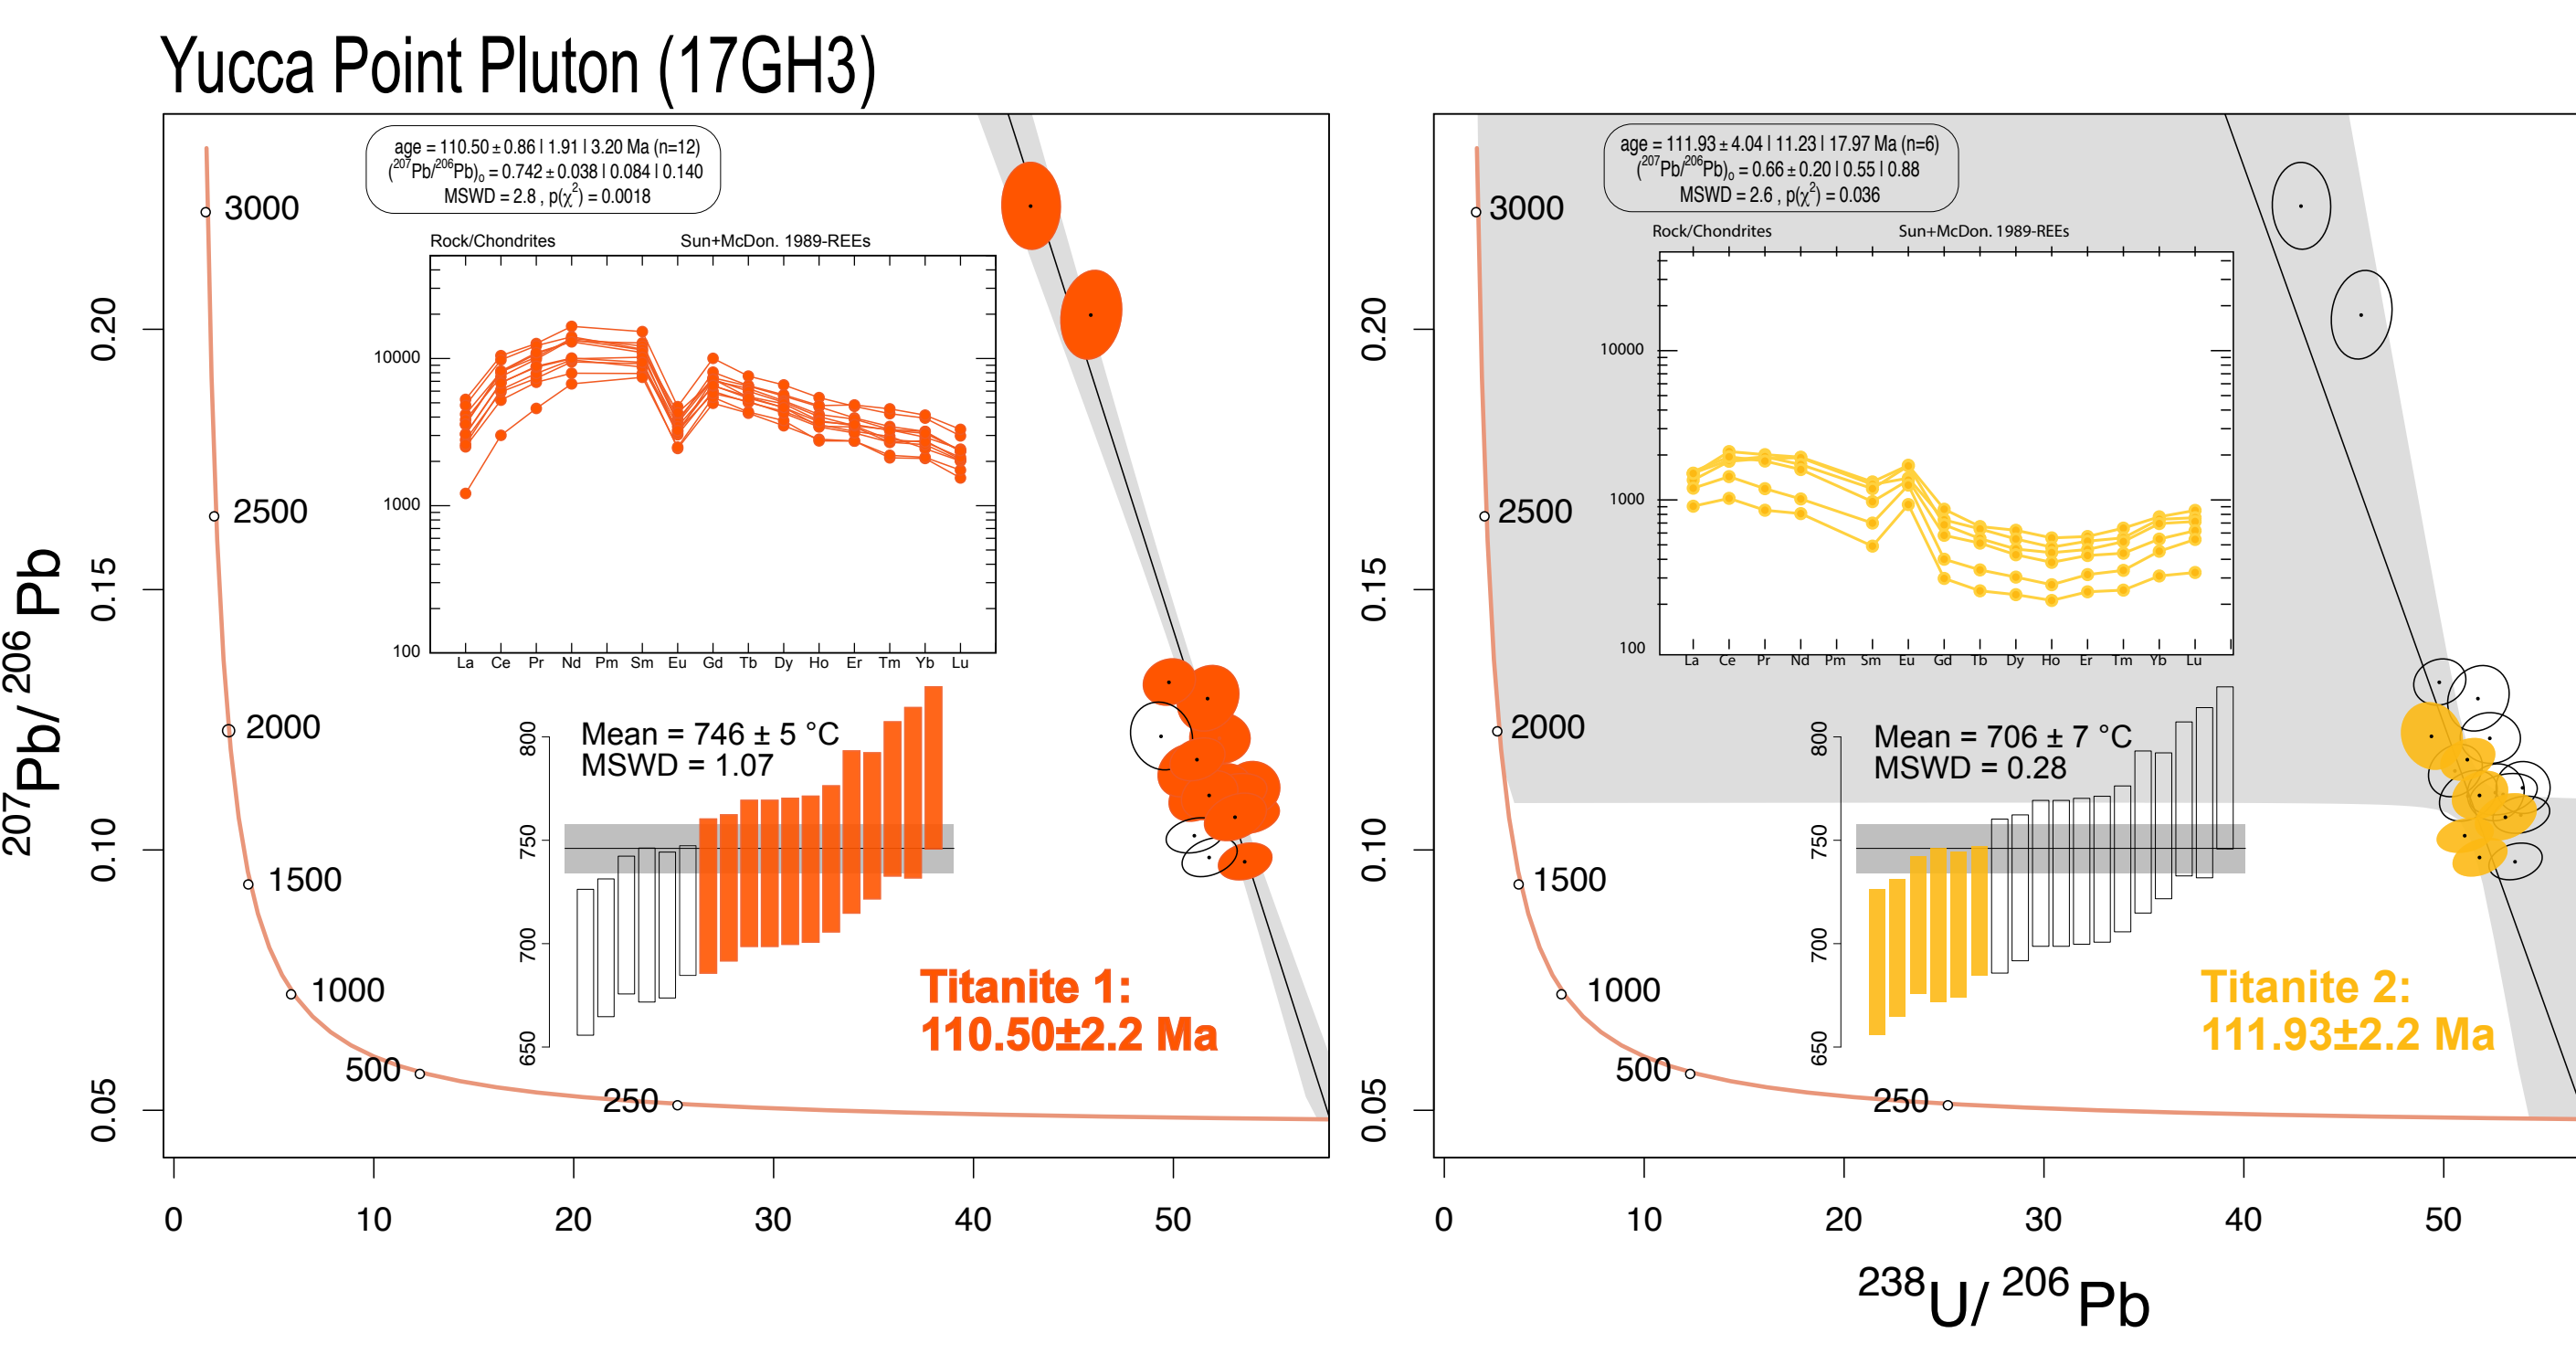 Yucca Point Pluton (17GH3)
age = 110.50 ± 0.86 | 1.91 | 3.20 Ma (n=12)
(²⁰⁷Pb/²⁰⁶Pb)ₒ = 0.742 ± 0.038 | 0.084 | 0.140
MSWD = 2.8 , p(χ²) = 0.0018
Rock/Chondrites Sun+McDon. 1989-REEs
10000
1000
100
La Ce Pr Nd Pm Sm Eu Gd Tb Dy Ho Er Tm Yb Lu
Mean = 746 ± 5 °C
MSWD = 1.07
800
750
700
650
Titanite 1:
110.50±2.2 Ma
3000
2500
2000
1500
1000
500
250
0.20
0.15
0.10
0.05
²⁰⁷Pb/²⁰⁶Pb
0 10 20 30 40 50
age = 111.93 ± 4.04 | 11.23 | 17.97 Ma (n=6)
(²⁰⁷Pb/²⁰⁶Pb)ₒ = 0.66 ± 0.20 | 0.55 | 0.88
MSWD = 2.6 , p(χ²) = 0.036
Rock/Chondrites Sun+McDon. 1989-REEs
10000
1000
100
La Ce Pr Nd Pm Sm Eu Gd Tb Dy Ho Er Tm Yb Lu
Mean = 706 ± 7 °C
MSWD = 0.28
800
750
700
650
Titanite 2:
111.93±2.2 Ma
3000
2500
2000
1500
1000
500
250
0.20
0.15
0.10
0.05
0 10 20 30 40 50
²³⁸U/²⁰⁶Pb